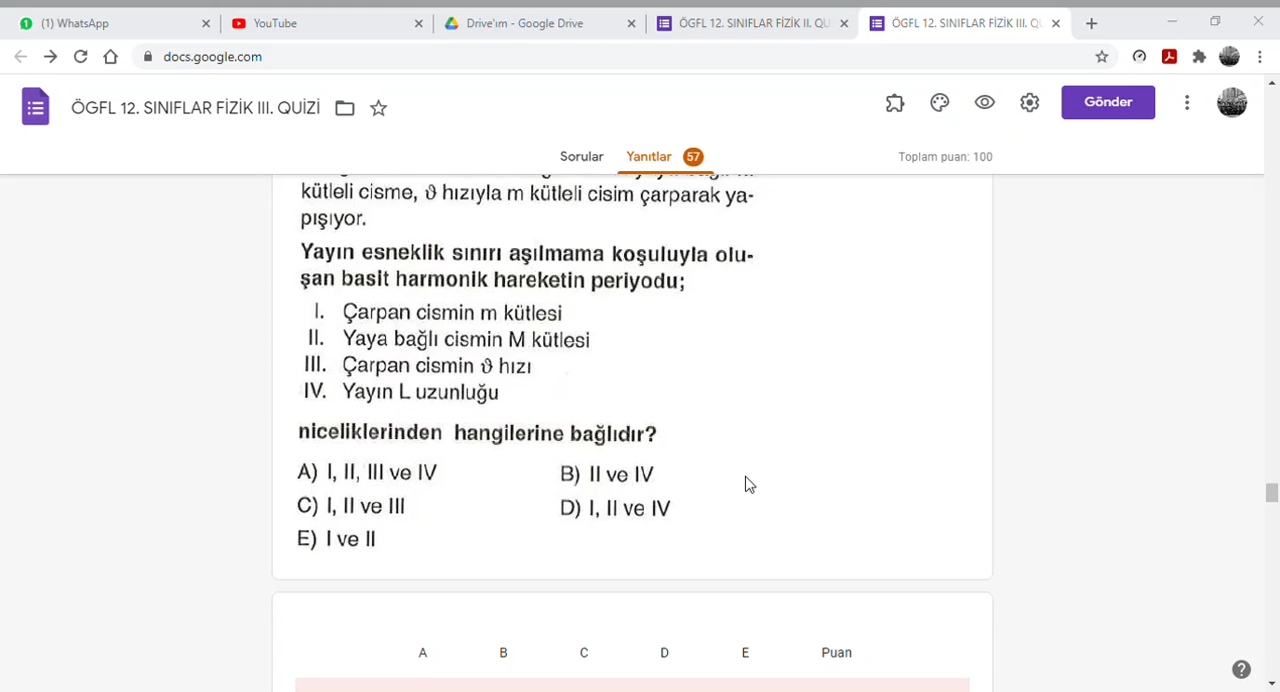 (1) WhatsApp
YouTube
Drive'ım - Google Drive
ÖGFL 12. SINIFLAR FİZİK II. QU
ÖGFL 12. SINIFLAR FİZİK III. QU
docs.google.com
ÖGFL 12. SINIFLAR FİZİK III. QUİZİ
Gönder
Sorular
Yanıtlar 57
Toplam puan: 100
kütleli cisme, ϑ hızıyla m kütleli cisim çarparak ya-
pışıyor.
Yayın esneklik sınırı aşılmama koşuluyla olu-
şan basit harmonik hareketin periyodu;
I. Çarpan cismin m kütlesi
II. Yaya bağlı cismin M kütlesi
III. Çarpan cismin ϑ hızı
IV. Yayın L uzunluğu
niceliklerinden hangilerine bağlıdır?
A) I, II, III ve IV
B) II ve IV
C) I, II ve III
D) I, II ve IV
E) I ve II
A B C D E Puan